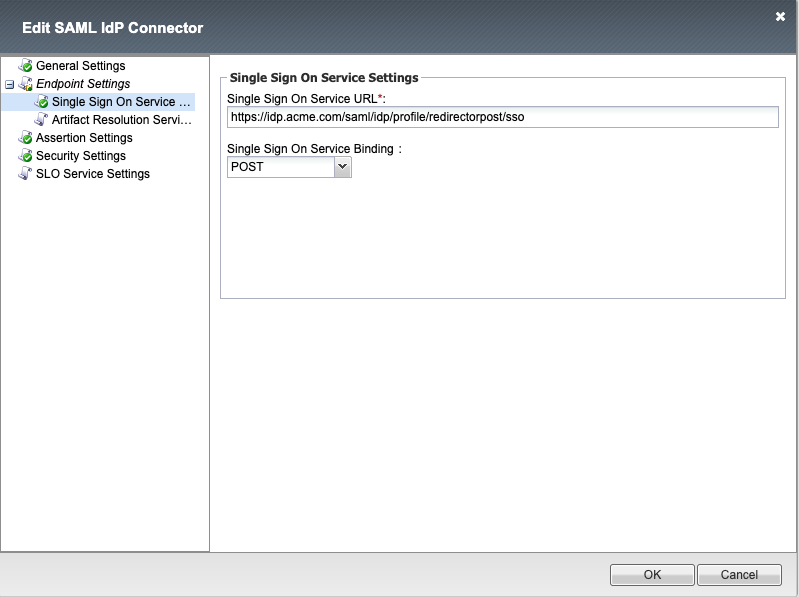 Edit SAML IdP Connector
General Settings
Endpoint Settings
Single Sign On Service ...
Artifact Resolution Servi...
Assertion Settings
Security Settings
SLO Service Settings
Single Sign On Service Settings
Single Sign On Service URL*:
https://idp.acme.com/saml/idp/profile/redirectorpost/sso
Single Sign On Service Binding :
POST
OK
Cancel